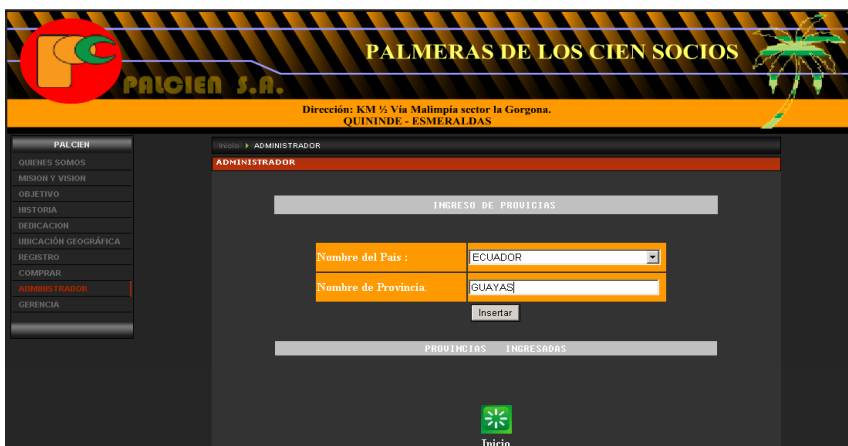 PALMERAS DE LOS CIEN SOCIOS
PALCIEN S.A.
Dirección: KM ½ Vía Malimpia sector la Gorgona.
QUININDE - ESMERALDAS
PALCIEN
QUIENES SOMOS
MISION Y VISION
OBJETIVO
HISTORIA
DEDICACION
UBICACIÓN GEOGRÁFICA
REGISTRO
COMPRAR
ADMINISTRADOR
GERENCIA
Inicio ADMINISTRADOR
ADMINISTRADOR
INGRESO DE PROVICIAS
Nombre del Pais : ECUADOR
Nombre de Provincia: GUAYAS
Insertar
PROVINCIAS INGRESADAS
Inicio